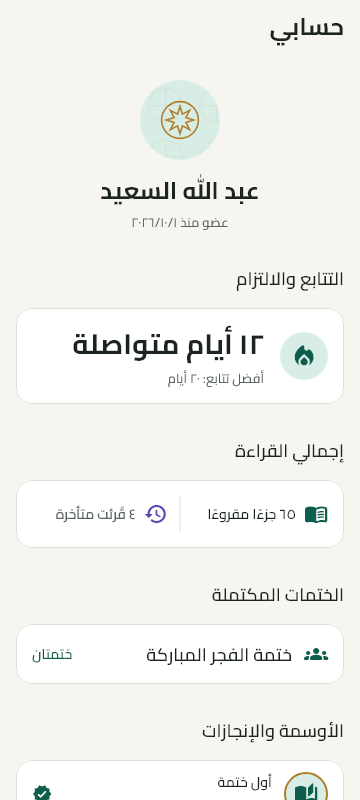 حسابي
عبد الله السعيد
عضو منذ ٢٠٢٦/١٠/١
التتابع والالتزام
١٢ أيام متواصلة
أفضل تتابع: ٢٠ أيام
إجمالي القراءة
٦٥ جزءًا مقروءًا
٤ قُرئت متأخرة
الختمات المكتملة
ختمة الفجر المباركة
ختمتان
الأوسمة والإنجازات
أول ختمة